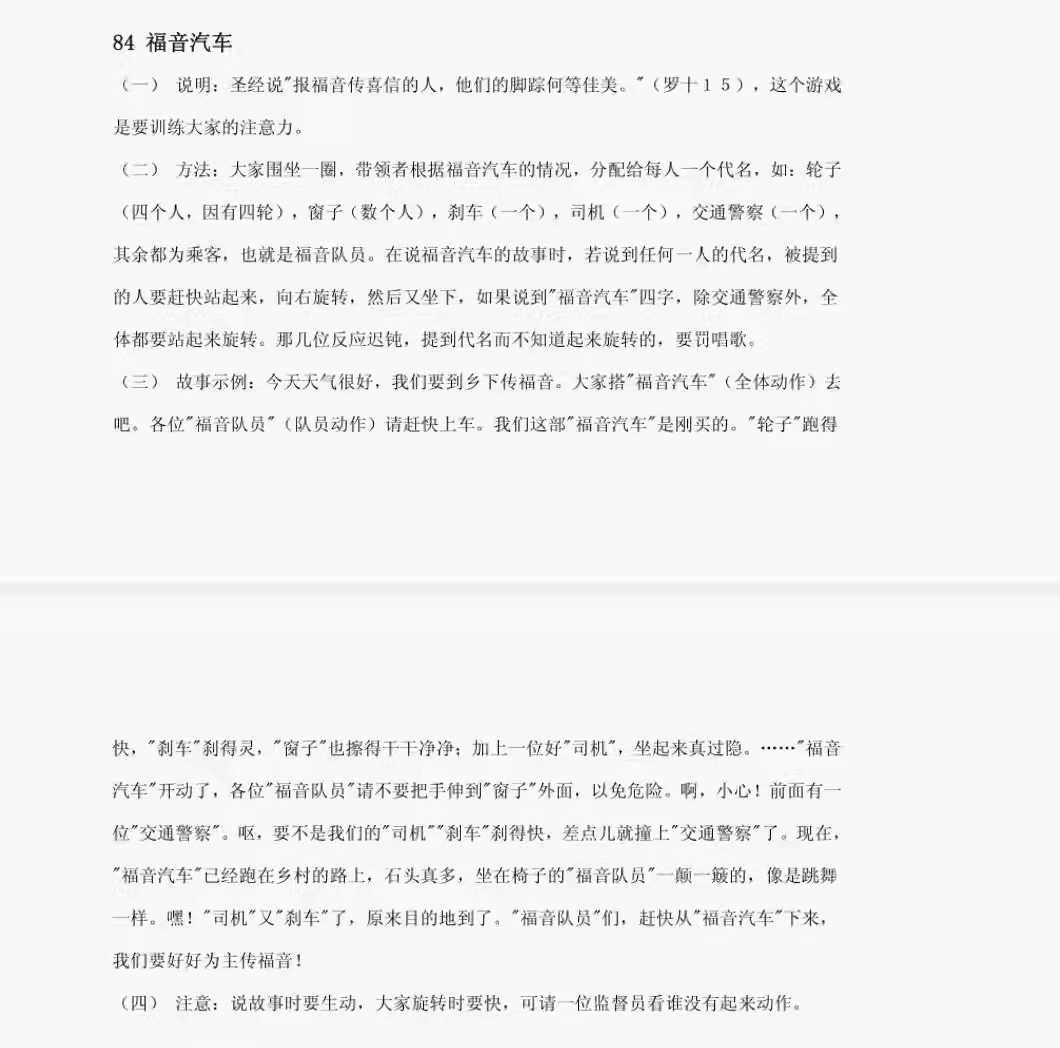 84 福音汽车
（一） 说明：圣经说"报福音传喜信的人，他们的脚踪何等佳美。"（罗十１５），这个游戏
是要训练大家的注意力。
（二） 方法：大家围坐一圈，带领者根据福音汽车的情况，分配给每人一个代名，如：轮子
（四个人，因有四轮），窗子（数个人），刹车（一个），司机（一个），交通警察（一个），
其余都为乘客，也就是福音队员。在说福音汽车的故事时，若说到任何一人的代名，被提到
的人要赶快站起来，向右旋转，然后又坐下，如果说到"福音汽车"四字，除交通警察外，全
体都要站起来旋转。那几位反应迟钝，提到代名而不知道起来旋转的，要罚唱歌。
（三） 故事示例：今天天气很好，我们要到乡下传福音。大家搭"福音汽车"（全体动作）去
吧。各位"福音队员"（队员动作）请赶快上车。我们这部"福音汽车"是刚买的。"轮子"跑得
快，"刹车"刹得灵，"窗子"也擦得干干净净；加上一位好"司机"，坐起来真过隐。……"福音
汽车"开动了，各位"福音队员"请不要把手伸到"窗子"外面，以免危险。啊，小心！前面有一
位"交通警察"。呕，要不是我们的"司机""刹车"刹得快，差点儿就撞上"交通警察"了。现在，
"福音汽车"已经跑在乡村的路上，石头真多，坐在椅子的"福音队员"一颠一簸的，像是跳舞
一样。嘿！"司机"又"刹车"了，原来目的地到了。"福音队员"们，赶快从"福音汽车"下来，
我们要好好为主传福音！
（四） 注意：说故事时要生动，大家旋转时要快，可请一位监督员看谁没有起来动作。